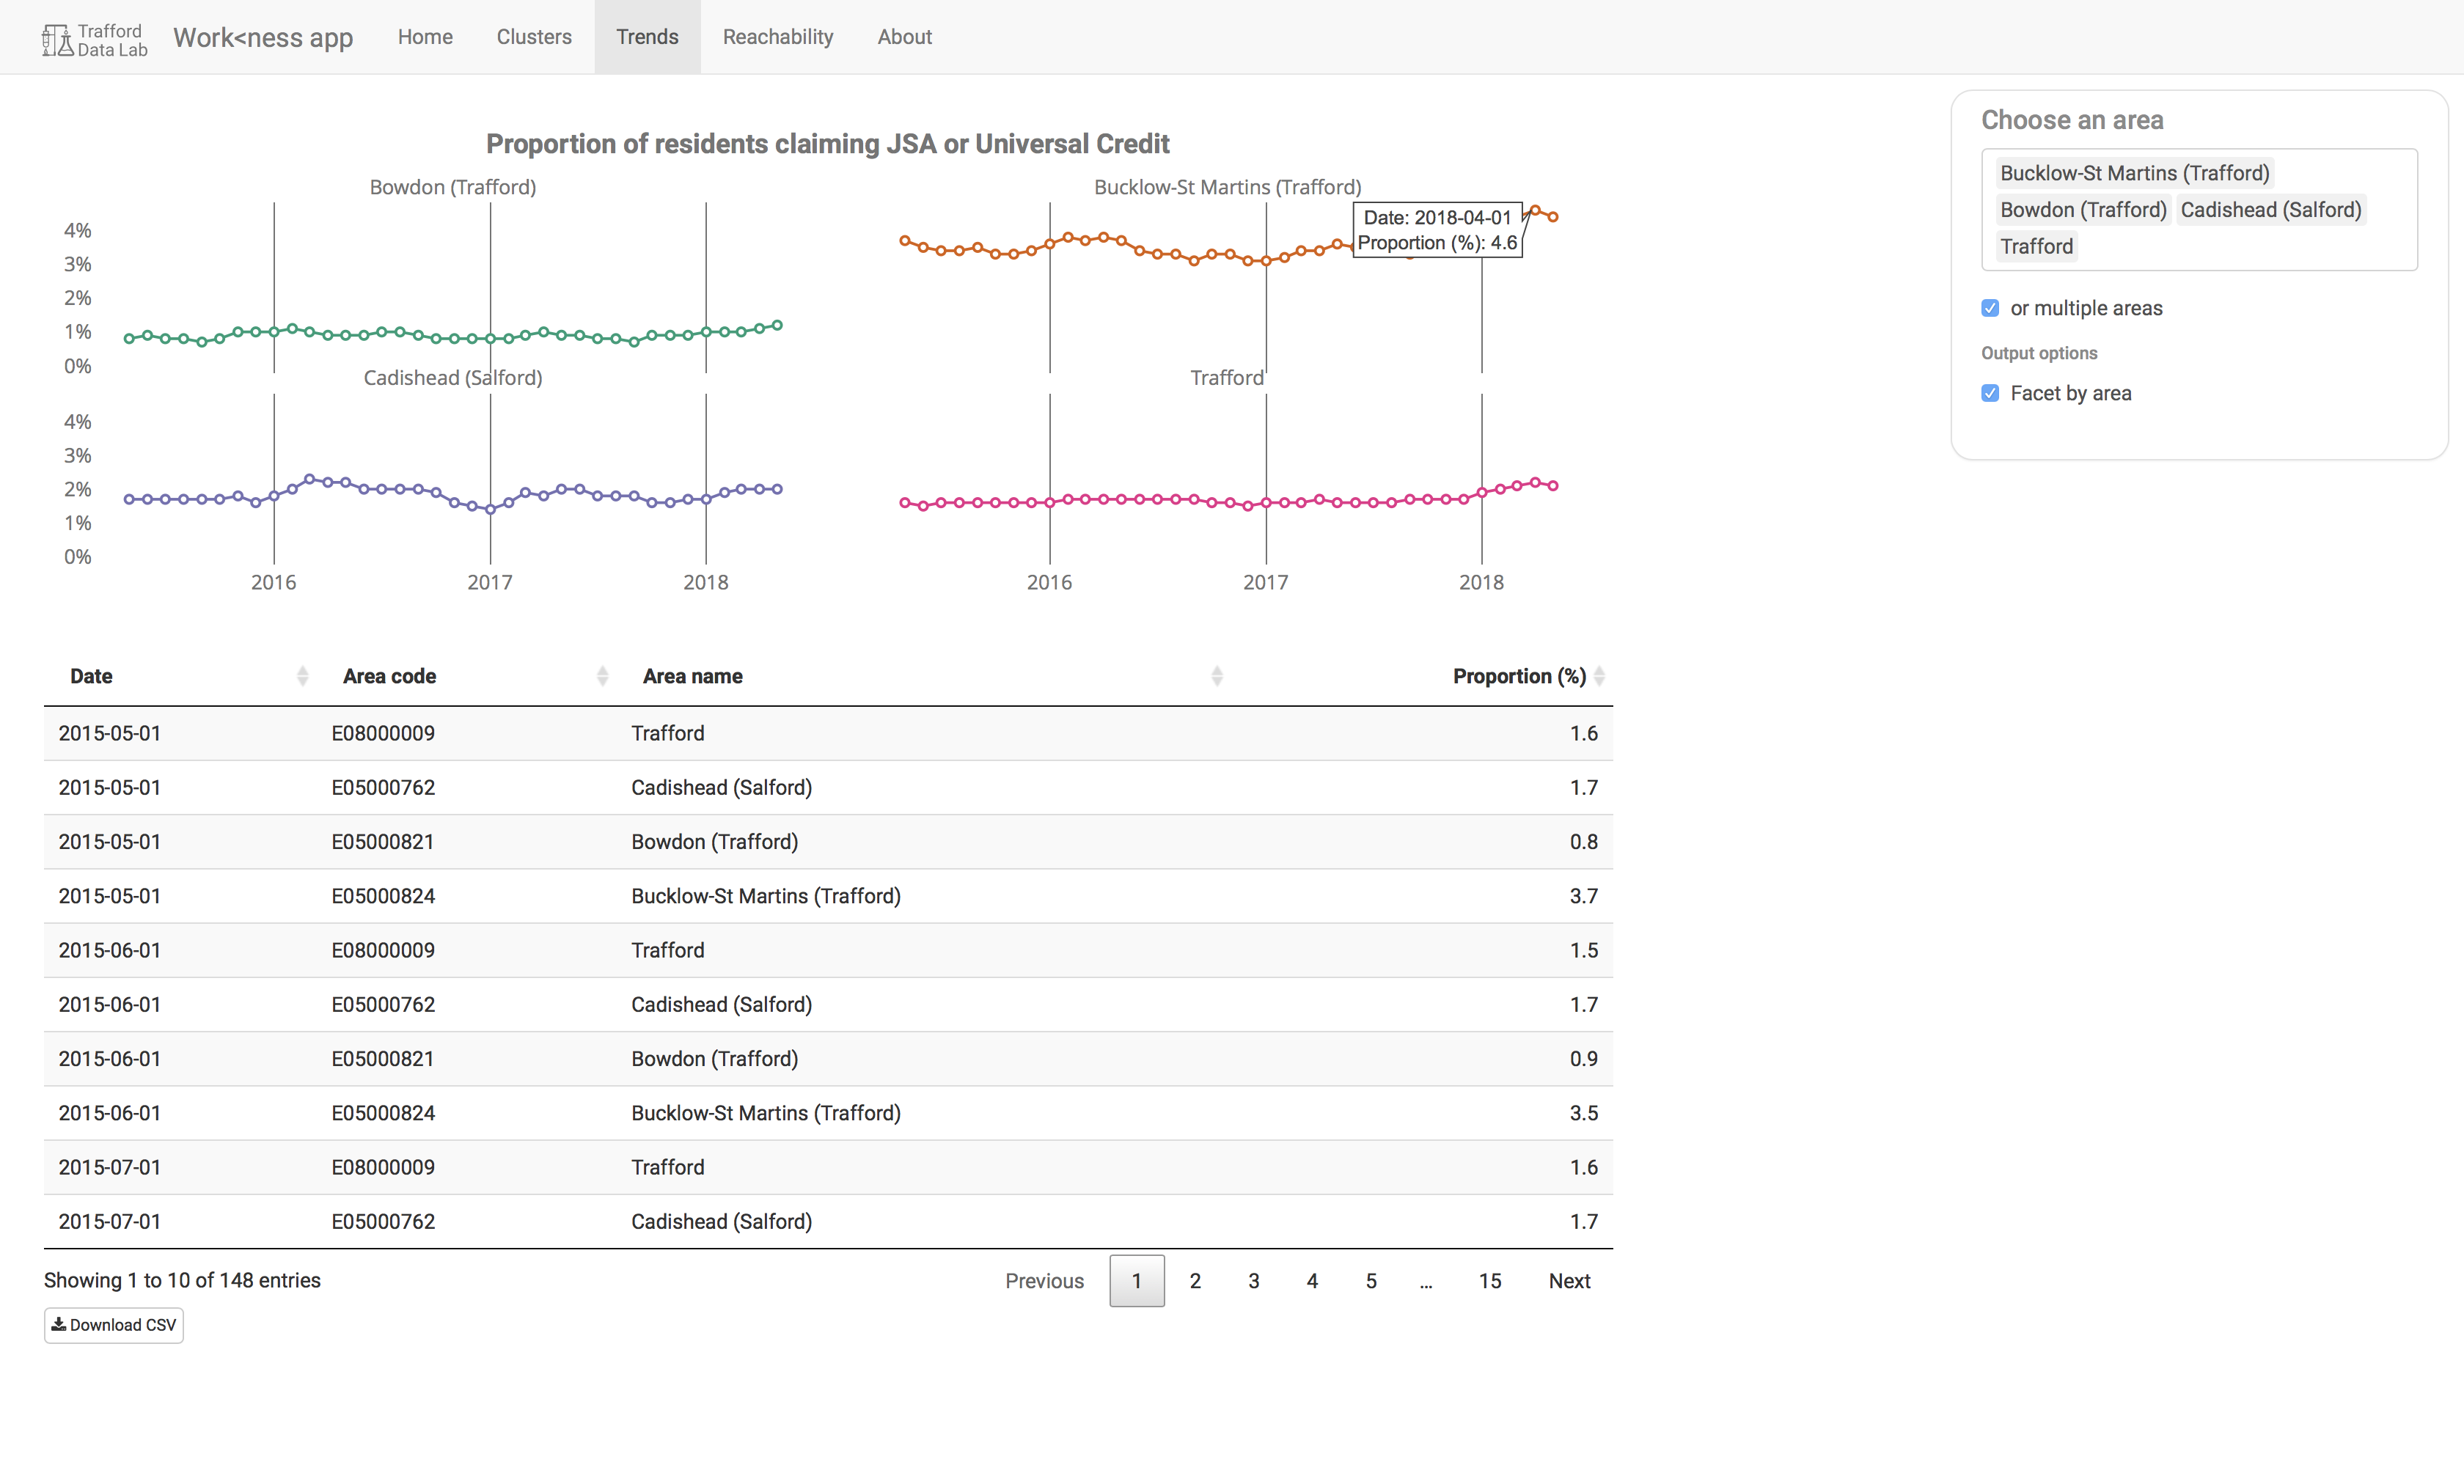 Trafford
Data Lab
Work<ness app
Home Clusters Trends Reachability About
Proportion of residents claiming JSA or Universal Credit
Bowdon (Trafford)
4%
3%
2%
1%
0%
Bucklow-St Martins (Trafford)
Date: 2018-04-01
Proportion (%): 4.6
Cadishead (Salford)
4%
3%
2%
1%
0%
2016 2017 2018
Trafford
2016 2017 2018
Choose an area
Bucklow-St Martins (Trafford)
Bowdon (Trafford) Cadishead (Salford)
Trafford
or multiple areas
Output options
Facet by area
Date Area code Area name Proportion (%)
2015-05-01 E08000009 Trafford 1.6
2015-05-01 E05000762 Cadishead (Salford) 1.7
2015-05-01 E05000821 Bowdon (Trafford) 0.8
2015-05-01 E05000824 Bucklow-St Martins (Trafford) 3.7
2015-06-01 E08000009 Trafford 1.5
2015-06-01 E05000762 Cadishead (Salford) 1.7
2015-06-01 E05000821 Bowdon (Trafford) 0.9
2015-06-01 E05000824 Bucklow-St Martins (Trafford) 3.5
2015-07-01 E08000009 Trafford 1.6
2015-07-01 E05000762 Cadishead (Salford) 1.7
Showing 1 to 10 of 148 entries
Previous 1 2 3 4 5 … 15 Next
Download CSV